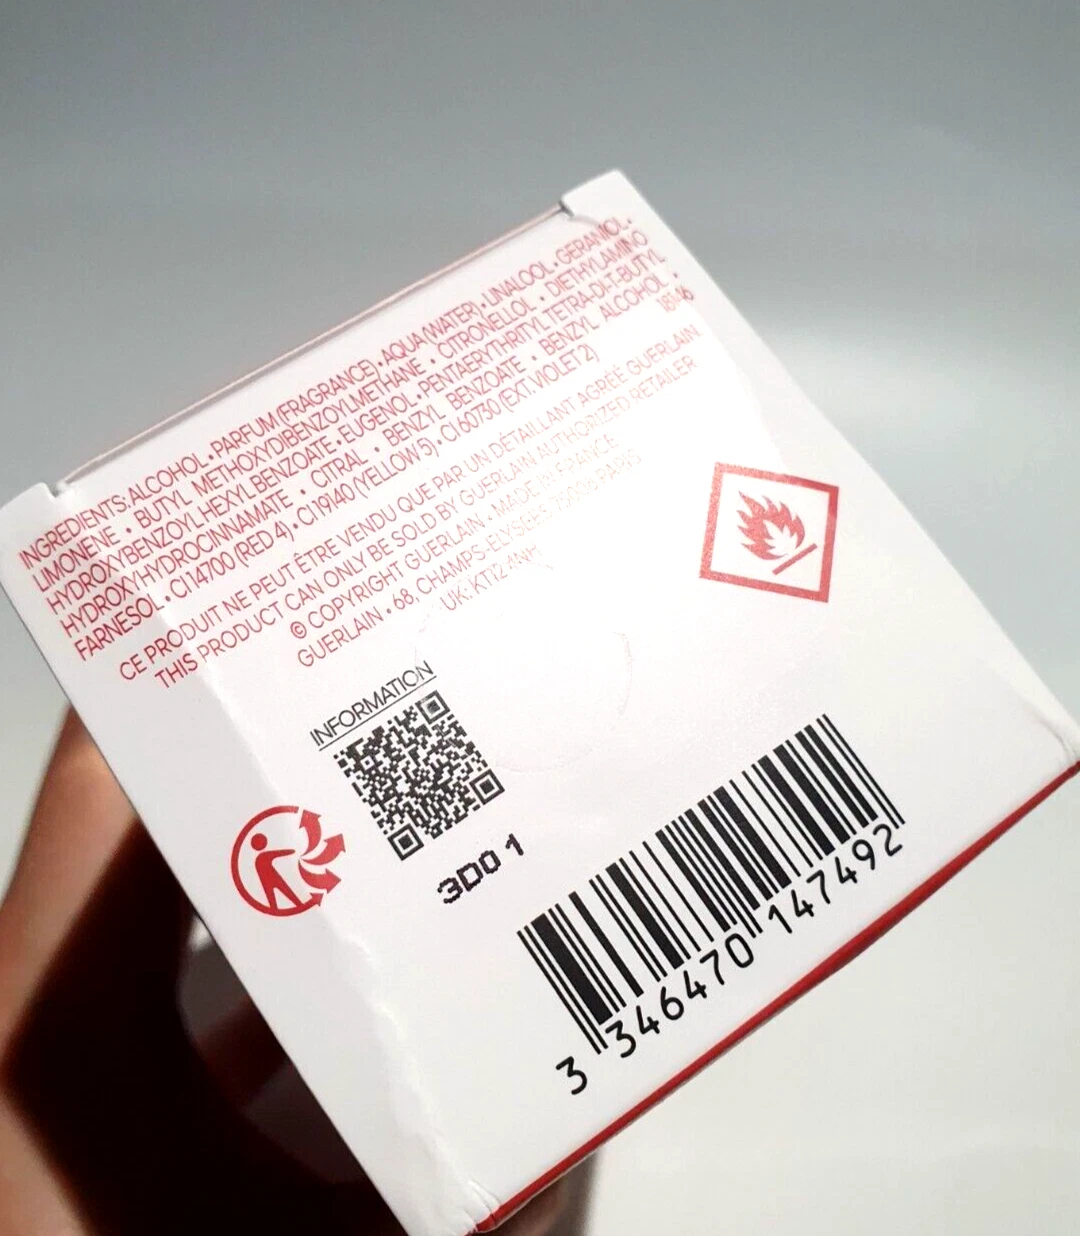 INGREDIENTS: ALCOHOL • PARFUM (FRAGRANCE) • AQUA (WATER) • LINALOOL • GERANIOL •
LIMONENE • BUTYL METHOXYDIBENZOYLMETHANE • CITRONELLOL • DIETHYLAMINO
HYDROXYBENZOYL HEXYL BENZOATE • EUGENOL • PENTAERYTHRITYL TETRA-DI-T-BUTYL
HYDROXYHYDROCINNAMATE • CITRAL • BENZYL BENZOATE • BENZYL ALCOHOL •
FARNESOL • CI 14700 (RED 4) • CI 19140 (YELLOW 5) • CI 60730 (EXT. VIOLET 2)
CE PRODUIT NE PEUT ÊTRE VENDU QUE PAR UN DÉTAILLANT AGRÉÉ GUERLAIN
THIS PRODUCT CAN ONLY BE SOLD BY GUERLAIN AUTHORIZED RETAILER
© COPYRIGHT GUERLAIN • MADE IN FRANCE
GUERLAIN • 68, CHAMPS-ELYSEES 75008 PARIS
UK: KT12 4NH
INFORMATION
3D01
3 346470 147492